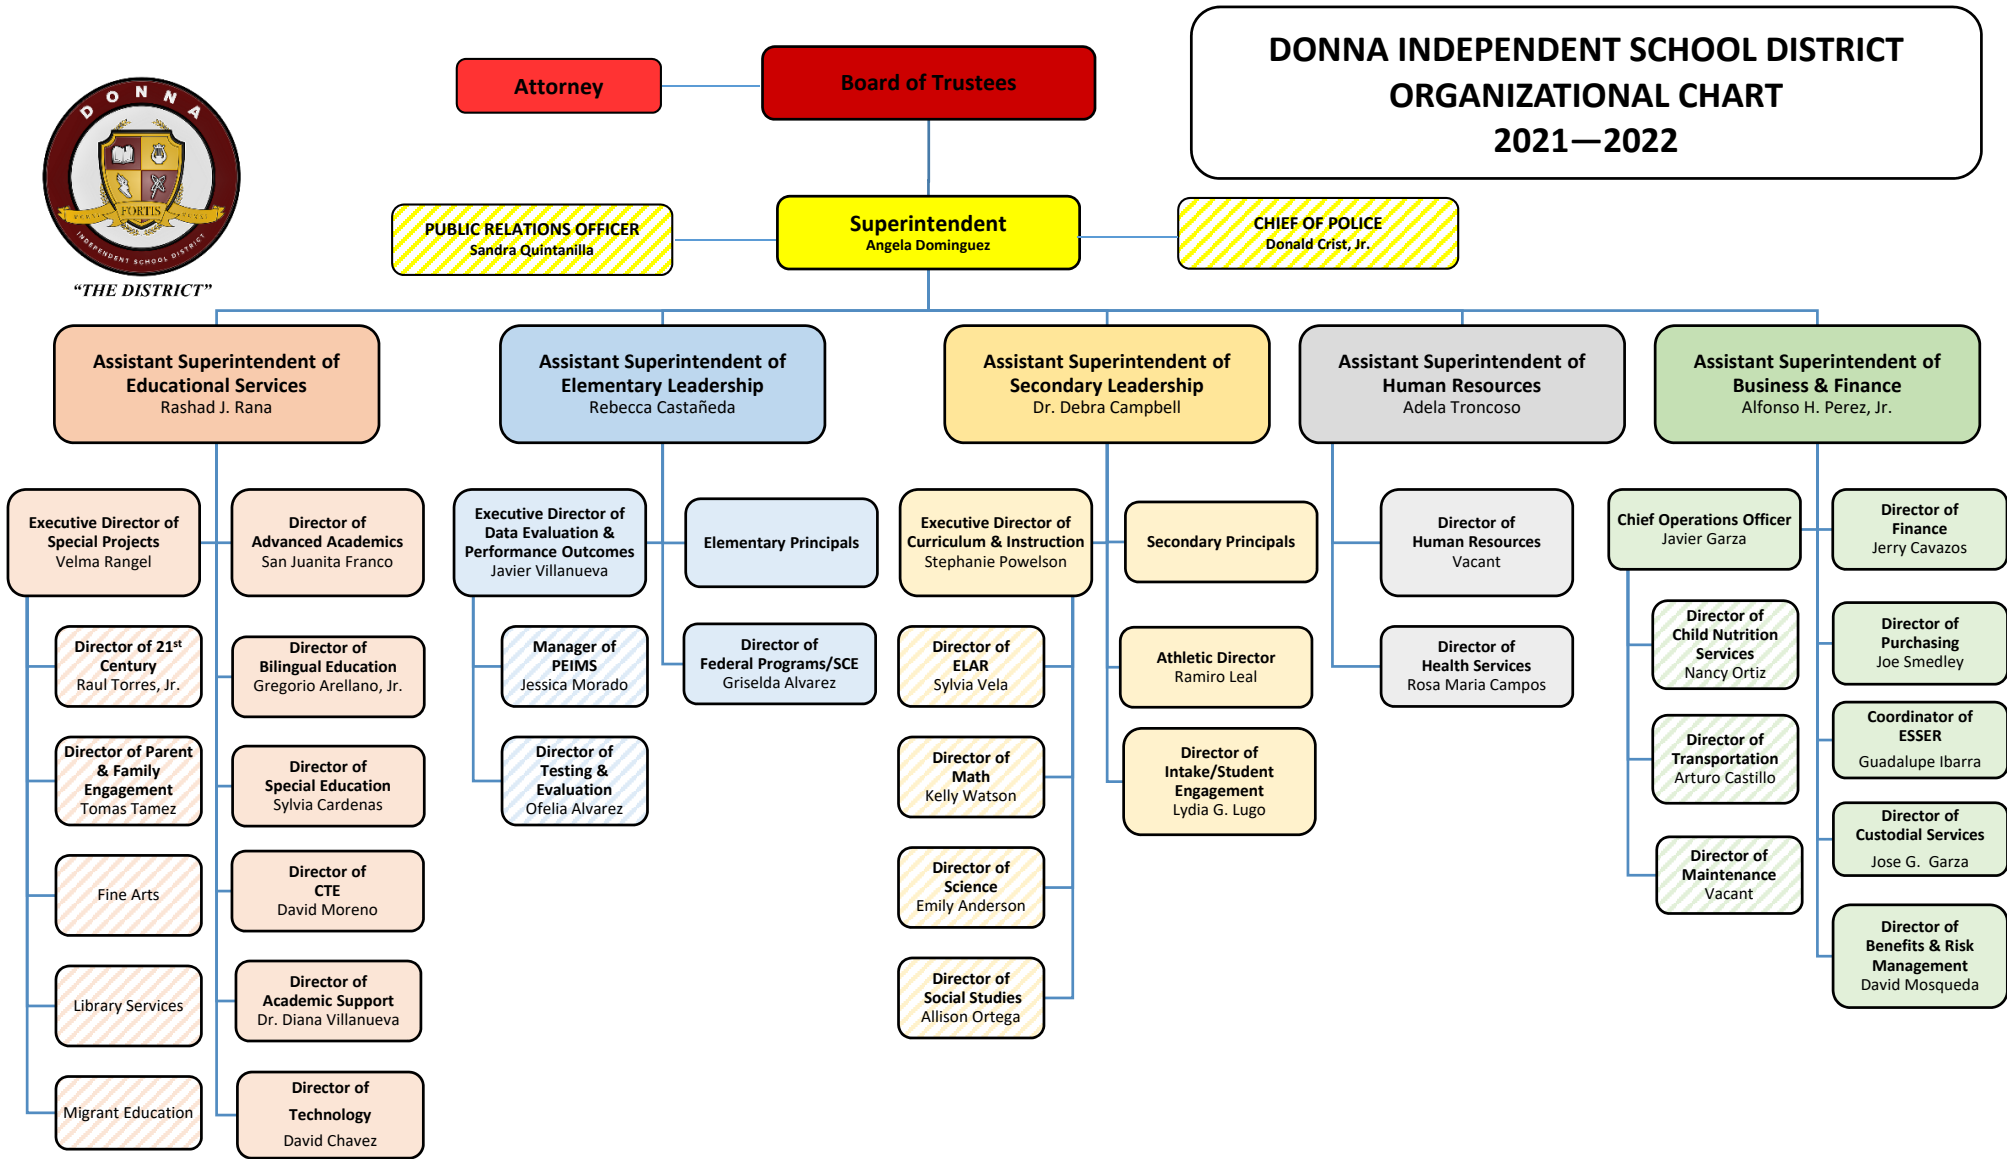 DONNA INDEPENDENT SCHOOL DISTRICT
ORGANIZATIONAL CHART
2021—2022
Attorney
Board of Trustees
DONNA
FORTIS
INDEPENDENT SCHOOL DISTRICT
“THE DISTRICT”
PUBLIC RELATIONS OFFICER
Sandra Quintanilla
Superintendent
Angela Dominguez
CHIEF OF POLICE
Donald Crist, Jr.
Assistant Superintendent of
Educational Services
Rashad J. Rana
Assistant Superintendent of
Elementary Leadership
Rebecca Castañeda
Assistant Superintendent of
Secondary Leadership
Dr. Debra Campbell
Assistant Superintendent of
Human Resources
Adela Troncoso
Assistant Superintendent of
Business & Finance
Alfonso H. Perez, Jr.
Executive Director of
Special Projects
Velma Rangel
Director of 21st
Century
Raul Torres, Jr.
Director of Parent
& Family
Engagement
Tomas Tamez
Fine Arts
Library Services
Migrant Education
Director of
Advanced Academics
San Juanita Franco
Director of
Bilingual Education
Gregorio Arellano, Jr.
Director of
Special Education
Sylvia Cardenas
Director of
CTE
David Moreno
Director of
Academic Support
Dr. Diana Villanueva
Director of
Technology
David Chavez
Executive Director of
Data Evaluation &
Performance Outcomes
Javier Villanueva
Manager of
PEIMS
Jessica Morado
Director of
Testing &
Evaluation
Ofelia Alvarez
Elementary Principals
Director of
Federal Programs/SCE
Griselda Alvarez
Executive Director of
Curriculum & Instruction
Stephanie Powelson
Director of
ELAR
Sylvia Vela
Director of
Math
Kelly Watson
Director of
Science
Emily Anderson
Director of
Social Studies
Allison Ortega
Secondary Principals
Athletic Director
Ramiro Leal
Director of
Intake/Student
Engagement
Lydia G. Lugo
Director of
Human Resources
Vacant
Director of
Health Services
Rosa Maria Campos
Chief Operations Officer
Javier Garza
Director of
Child Nutrition
Services
Nancy Ortiz
Director of
Transportation
Arturo Castillo
Director of
Maintenance
Vacant
Director of
Finance
Jerry Cavazos
Director of
Purchasing
Joe Smedley
Coordinator of
ESSER
Guadalupe Ibarra
Director of
Custodial Services
Jose G. Garza
Director of
Benefits & Risk
Management
David Mosqueda